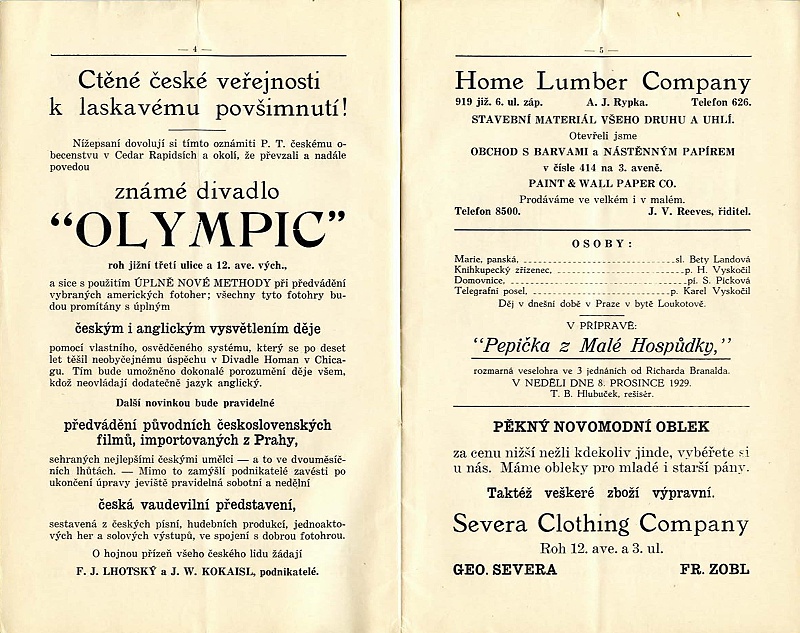 — 4 —
Ctěné české veřejnosti
k laskavému povšimnutí!
Nížepsaní dovolují si tímto oznámiti P. T. českému o-
becenstvu v Cedar Rapidsích a okolí, že převzali a nadále
povedou
známé divadlo
“OLYMPIC”
roh jižní třetí ulice a 12. ave. vých.,
a sice s použitím ÚPLNĚ NOVÉ METHODY při předvádění
vybraných amerických fotoher; všechny tyto fotohry bu-
dou promítány s úplným
českým i anglickým vysvětlením děje
pomocí vlastního, osvědčeného systému, který se po deset
let těšil neobyčejnému úspěchu v Divadle Homan v Chica-
gu. Tím bude umožněno dokonalé porozumění děje všem,
kdož neovládají dodatečně jazyk anglický.
Další novinkou bude pravidelné
předvádění původních československých
filmů, importovaných z Prahy,
sehraných nejlepšími českými umělci — a to ve dvouměsíč-
ních lhůtách. — Mimo to zamýšlí podnikatelé zavésti po
ukončení úpravy jeviště pravidelná sobotní a nedělní
česká vaudevilní představení,
sestavená z českých písní, hudebních produkcí, jednoakto-
vých her a solových výstupů, ve spojení s dobrou fotohrou.
O hojnou přízeň všeho českého lidu žádají
F. J. LHOTSKÝ a J. W. KOKAISL, podnikatelé.
— 5 —
Home Lumber Company
919 již. 6. ul. záp. A. J. Rypka. Telefon 626.
STAVEBNÍ MATERIÁL VŠEHO DRUHU A UHLÍ.
Otevřeli jsme
OBCHOD S BARVAMI a NÁSTĚNNÝM PAPÍREM
v čísle 414 na 3. aveně.
PAINT & WALL PAPER CO.
Prodáváme ve velkém i v malém.
Telefon 8500. J. V. Reeves, řiditel.
OSOBY:
Marie, panská, sl. Bety Landová
Knihkupecký zřízenec, p. H. Vyskočil
Domovnice, pí. S. Picková
Telegrafní posel, p. Karel Vyskočil
Děj v dnešní době v Praze v bytě Loukotově.
V PŘÍPRAVĚ:
“Pepička z Malé Hospůdky,”
rozmarná veselohra ve 3 jednáních od Richarda Branalda.
V NEDĚLI DNE 8. PROSINCE 1929.
T. B. Hlubuček, režisér.
PĚKNÝ NOVOMODNÍ OBLEK
za cenu nižší nežli kdekoliv jinde, vybéřete si
u nás. Máme obleky pro mladé i starší pány.
Taktéž veškeré zboží výpravní.
Severa Clothing Company
Roh 12. ave. a 3. ul.
GEO. SEVERA FR. ZOBL